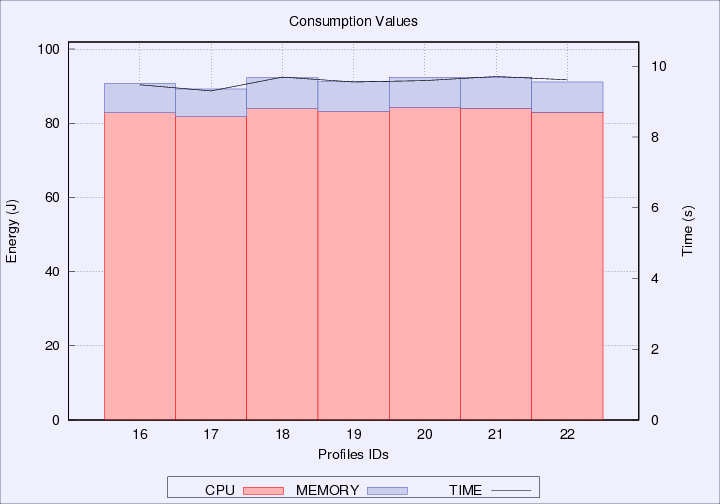 Consumption Values
100
80
60
40
20
0
Energy (J)
10
8
6
4
2
0
Time (s)
16 17 18 19 20 21 22
Profiles IDs
CPU MEMORY TIME